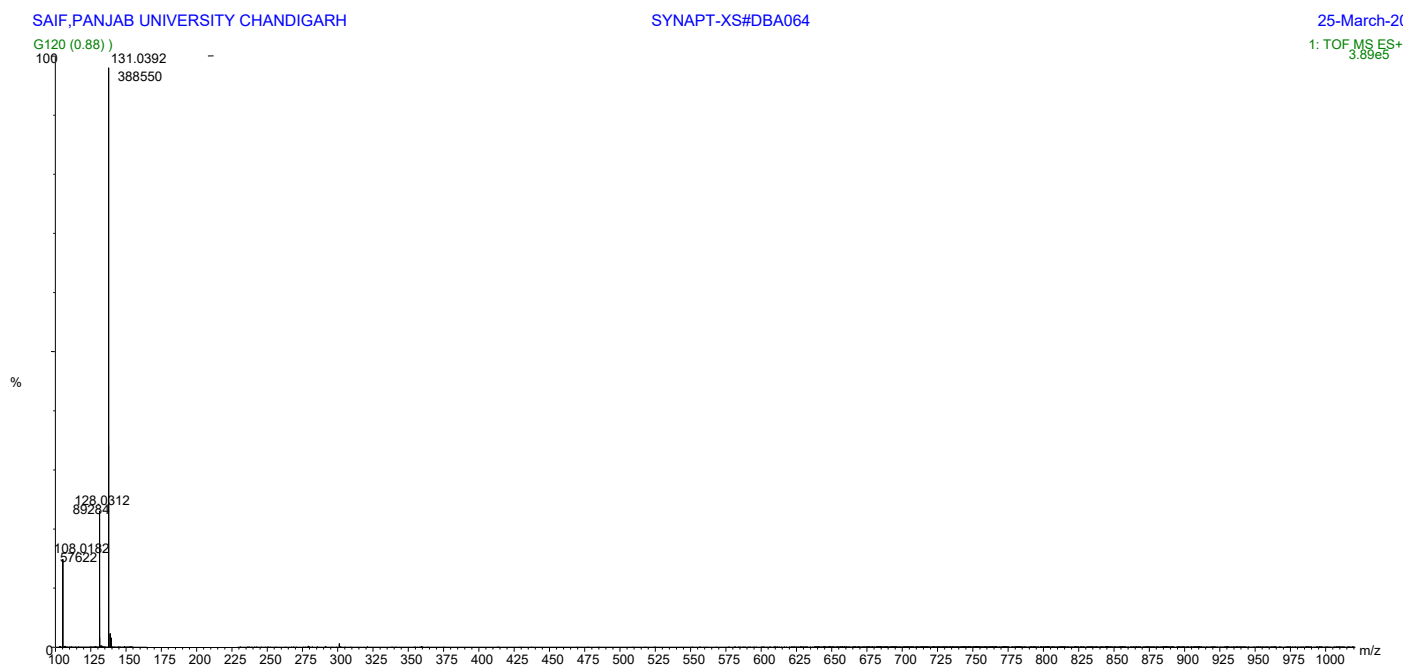 SAIF,PANJAB UNIVERSITY CHANDIGARH SYNAPT-XS#DBA064 25-March-20
G120 (0.88) ) 1: TOF MS ES+
3.89e5
100 131.0392
388550
%
128.0312
89284
108.0182
57622
0
100 125 150 175 200 225 250 275 300 325 350 375 400 425 450 475 500 525 550 575 600 625 650 675 700 725 750 775 800 825 850 875 900 925 950 975 1000 m/z